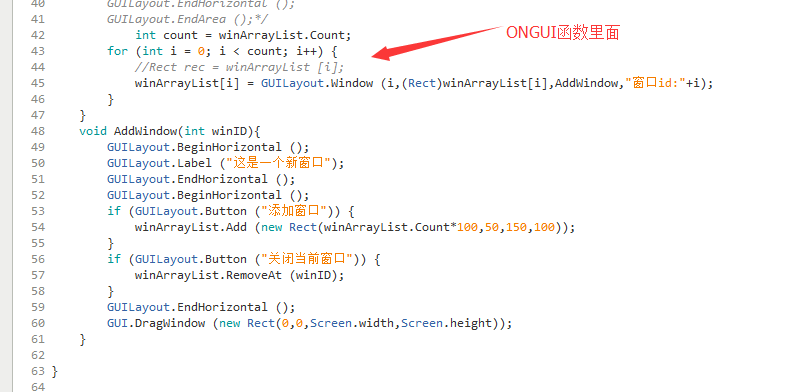 40 GUILayout.EndHorizontal ();
41 GUILayout.EndArea ();*/
42 int count = winArrayList.Count;
43 for (int i = 0; i < count; i++) {
ONGUI函数里面
44 //Rect rec = winArrayList [i];
45 winArrayList[i] = GUILayout.Window (i,(Rect)winArrayList[i],AddWindow,"窗口id:"+i);
46 }
47 }
48 void AddWindow(int winID){
49 GUILayout.BeginHorizontal ();
50 GUILayout.Label ("这是一个新窗口");
51 GUILayout.EndHorizontal ();
52 GUILayout.BeginHorizontal ();
53 if (GUILayout.Button ("添加窗口")) {
54 winArrayList.Add (new Rect(winArrayList.Count*100,50,150,100));
55 }
56 if (GUILayout.Button ("关闭当前窗口")) {
57 winArrayList.RemoveAt (winID);
58 }
59 GUILayout.EndHorizontal ();
60 GUI.DragWindow (new Rect(0,0,Screen.width,Screen.height));
61 }
62
63 }
64